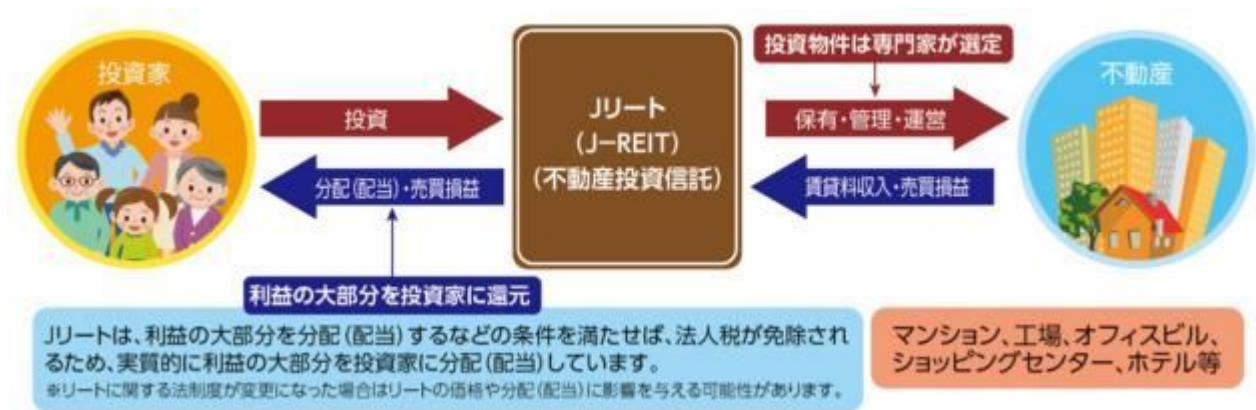 投資家
投資
分配(配当)・売買損益
利益の大部分を投資家に還元
Jリート
(J-REIT)
(不動産投資信託)
投資物件は専門家が選定
保有・管理・運営
賃貸料収入・売買損益
不動産
Jリートは、利益の大部分を分配(配当)するなどの条件を満たせば、法人税が免除され
るため、実質的に利益の大部分を投資家に分配(配当)しています。
※リートに関する法制度が変更になった場合はリートの価格や分配(配当)に影響を与える可能性があります。
マンション、工場、オフィスビル、
ショッピングセンター、ホテル等